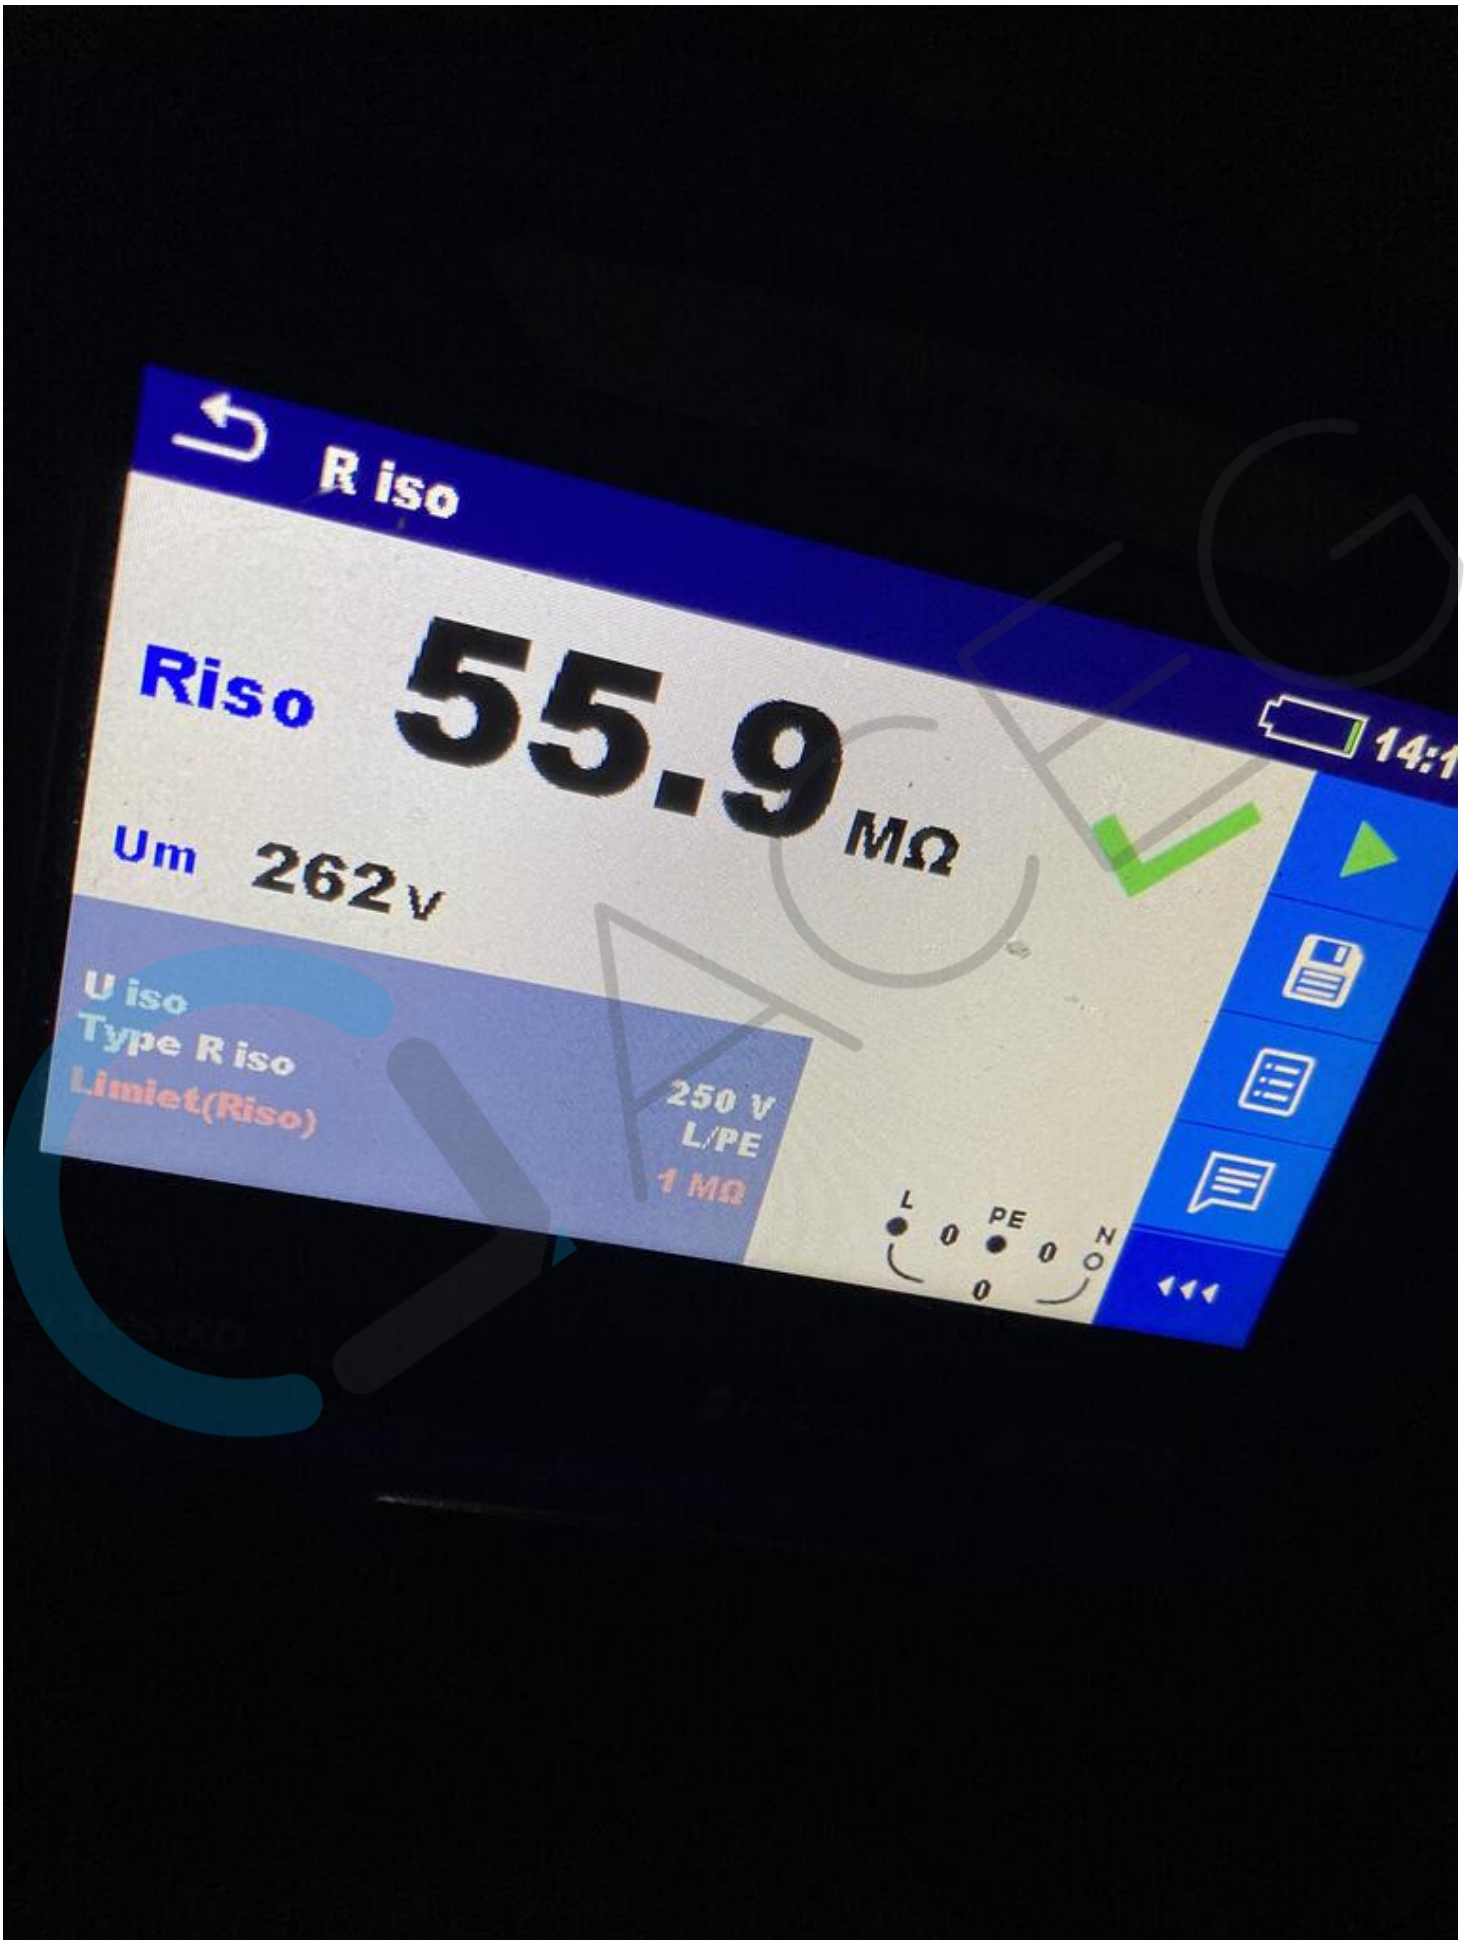 R iso
14:1
Riso 55.9 MΩ
Um 262 V
U iso 250 V
Type R iso L/PE
Limiet(Riso) 1 MΩ
L PE N
0 0
0
ACEG